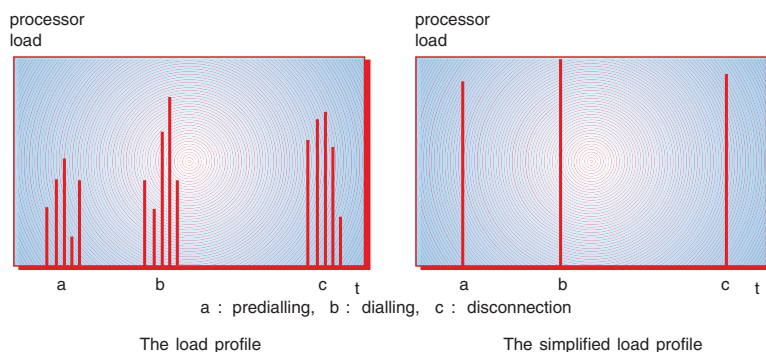 processor
load
a
b
c
t
processor
load
a
b
c
t
a : predialling, b : dialling, c : disconnection
The load profile
The simplified load profile